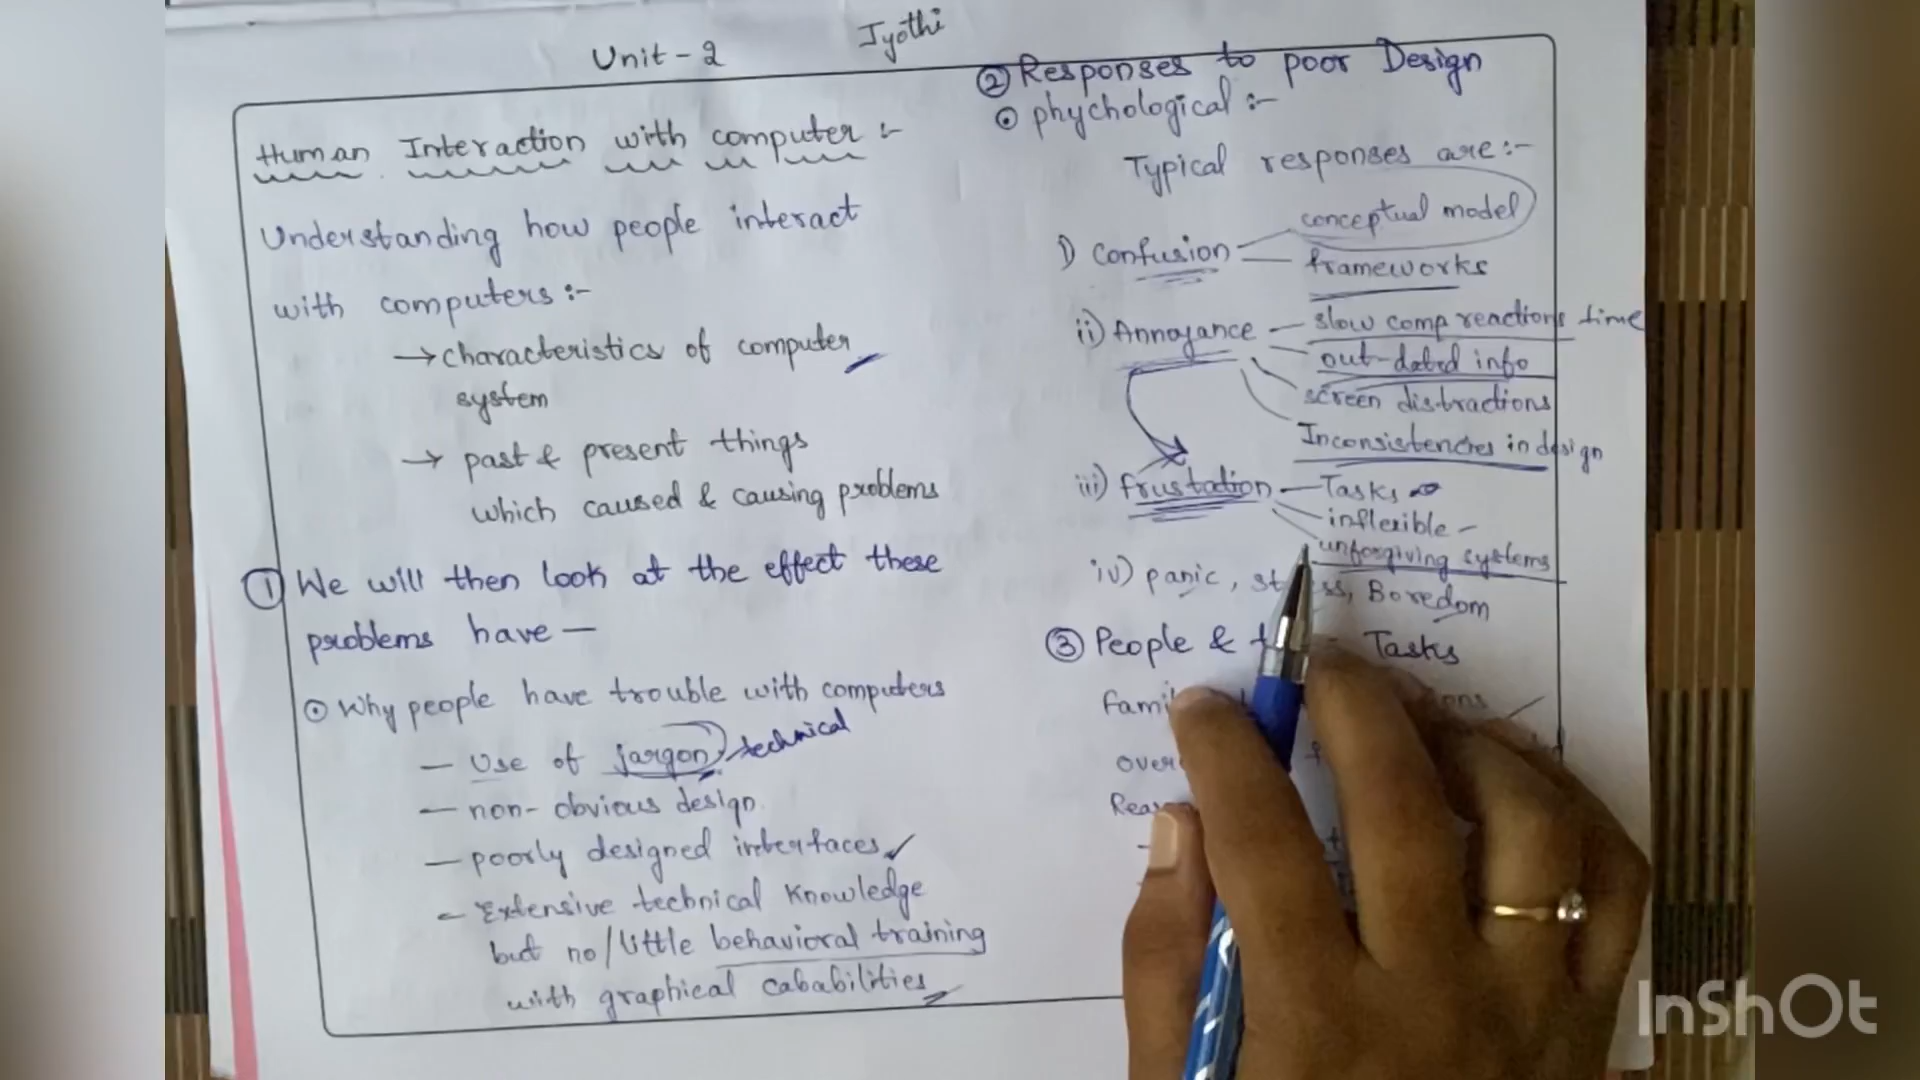 Unit - 2
Jyothi
Human Interaction with computer :-
Understanding how people interact
with computers :-
→ characteristics of computer
system
→ past & present things
which caused & causing problems
① We will then look at the effect these
problems have —
⊙ Why people have trouble with computers
— Use of jargon technical
— non-obvious design.
— poorly designed interfaces ✓
— Extensive technical knowledge
but no/little behavioral training
with graphical cababilities
② Responses to poor Design
⊙ phychological :-
Typical responses are :-
i) confusion — conceptual model
— frameworks
ii) Annoyance — slow comp reactions time
out-dated info
screen distractions
Inconsistencies in design
iii) frustation — Tasks
inflexible —
unforgiving systems
iv) panic, Boredom
③ People & Tasks
InShOt